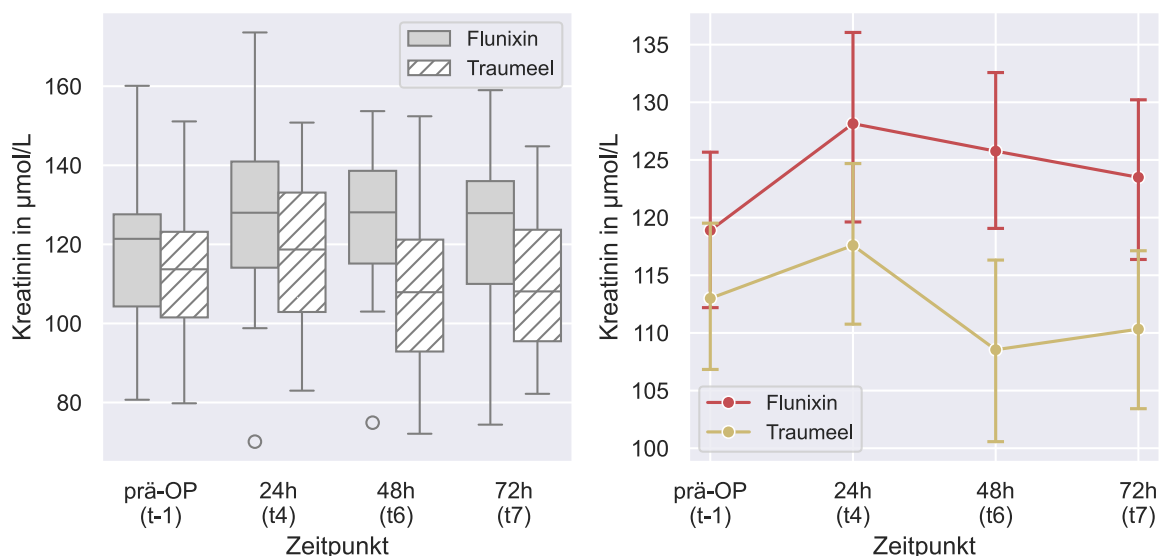 Kreatinin in μmol/L
160
140
120
100
80
Flunixin
Traumeel
prä-OP
(t-1)
24h
(t4)
48h
(t6)
72h
(t7)
Zeitpunkt
Kreatinin in μmol/L
135
130
125
120
115
110
105
100
Flunixin
Traumeel
prä-OP
(t-1)
24h
(t4)
48h
(t6)
72h
(t7)
Zeitpunkt